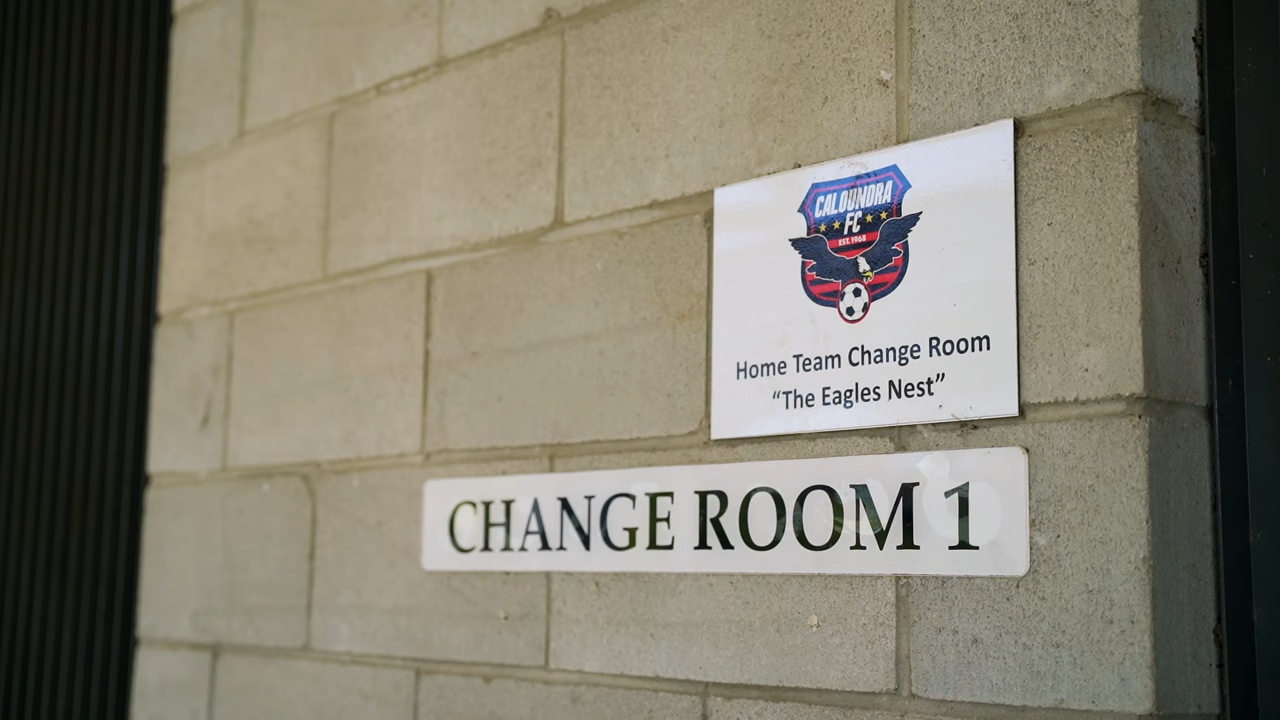 CALOUNDRA
FC
EST. 1968
Home Team Change Room
“The Eagles Nest”
CHANGE ROOM 1